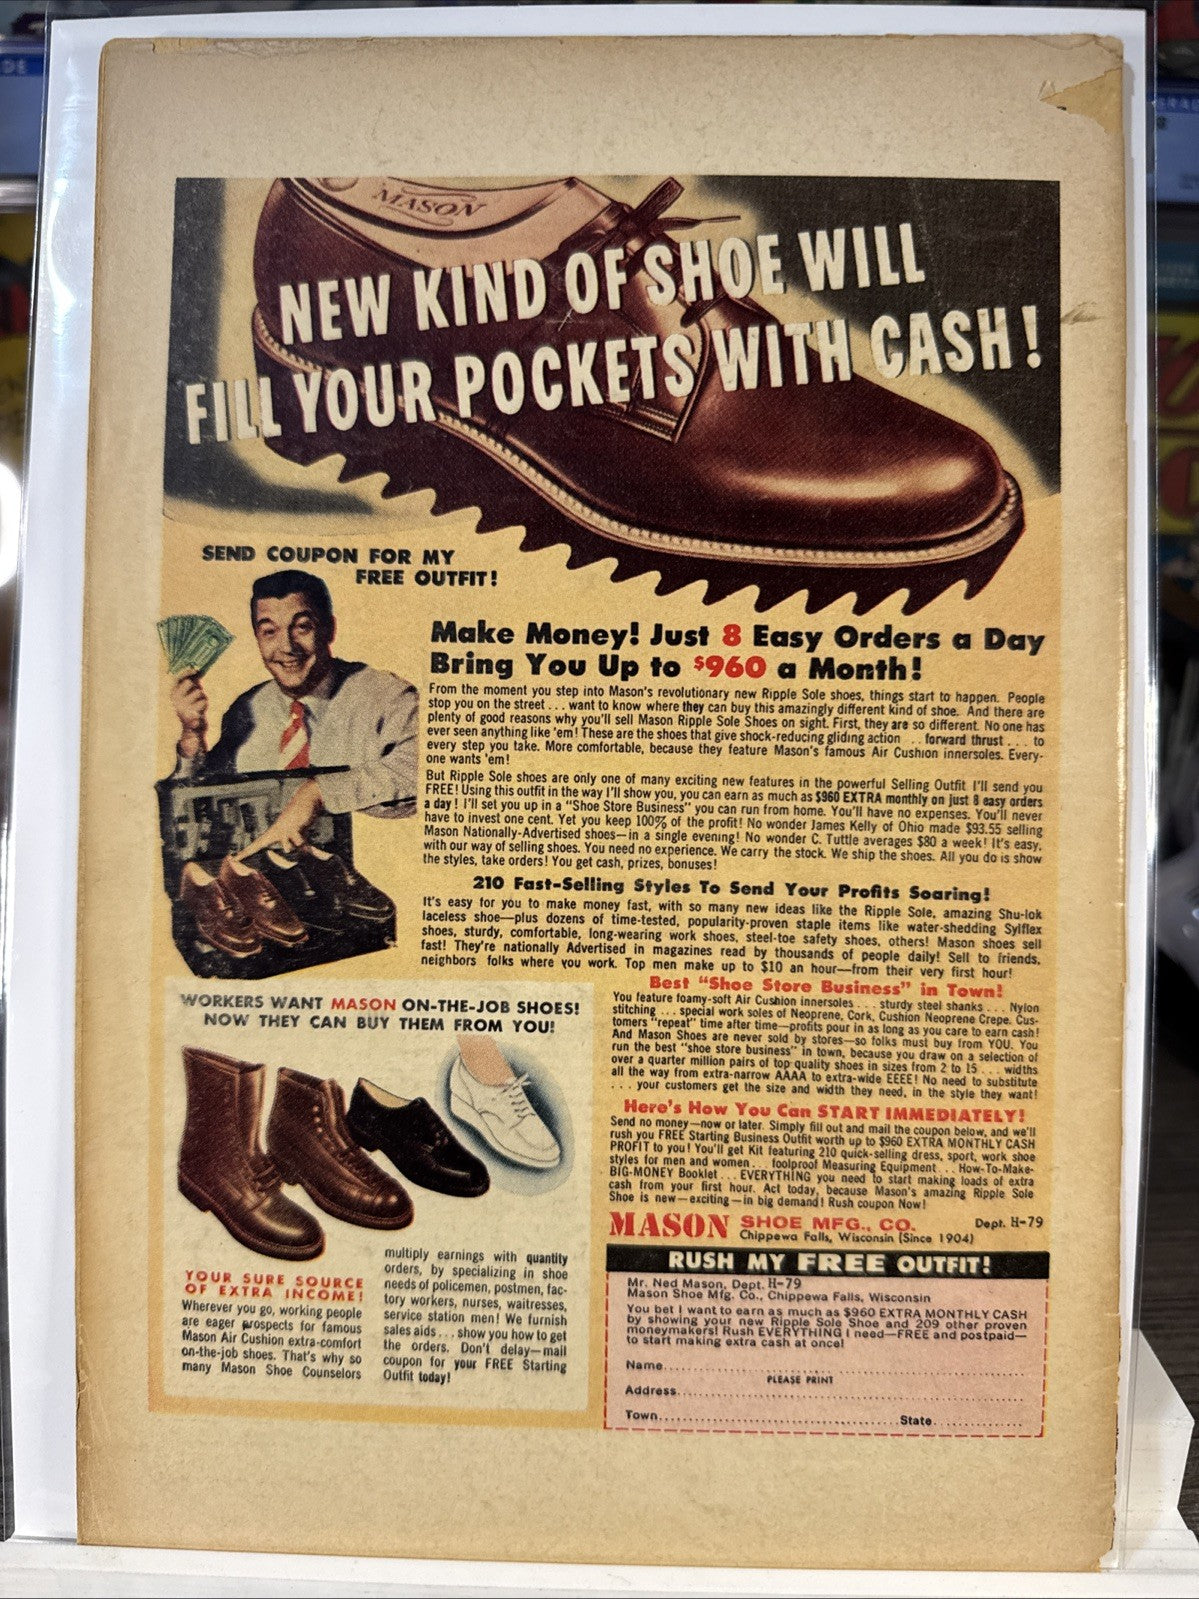 MASON
NEW KIND OF SHOE WILL
FILL YOUR POCKETS WITH CASH!
SEND COUPON FOR MY
FREE OUTFIT!
Make Money! Just 8 Easy Orders a Day
Bring You Up to $960 a Month!
From the moment you step into Mason's revolutionary new Ripple Sole shoes, things start to happen. People
stop you on the street . . . want to know where they can buy this amazingly different kind of shoe. And there are
plenty of good reasons why you'll sell Mason Ripple Sole Shoes on sight. First, they are so different. No one has
ever seen anything like 'em! These are the shoes that give shock-reducing gliding action . . forward thrust . . . to
every step you take. More comfortable, because they feature Mason's famous Air Cushion innersoles. Every-
one wants 'em!
But Ripple Sole shoes are only one of many exciting new features in the powerful Selling Outfit I'll send you
FREE! Using this outfit in the way I'll show you, you can earn as much as $960 EXTRA monthly on just 8 easy orders
a day! I'll set you up in a "Shoe Store Business" you can run from home. You'll have no expenses. You'll never
have to invest one cent. Yet you keep 100% of the profit! No wonder James Kelly of Ohio made $93.55 selling
Mason Nationally-Advertised shoes—in a single evening! No wonder C. Tuttle averages $80 a week! It's easy,
with our way of selling shoes. You need no experience. We carry the stock. We ship the shoes. All you do is show
the styles, take orders! You get cash, prizes, bonuses!
210 Fast-Selling Styles To Send Your Profits Soaring!
It's easy for you to make money fast, with so many new ideas like the Ripple Sole, amazing Shu-lok
laceless shoe—plus dozens of time-tested, popularity-proven staple items like water-shedding Sylflex
shoes, sturdy, comfortable, long-wearing work shoes, steel-toe safety shoes, others! Mason shoes sell
fast! They're nationally Advertised in magazines read by thousands of people daily! Sell to friends,
neighbors folks where you work. Top men make up to $10 an hour—from their very first hour!
Best "Shoe Store Business" in Town!
You feature foamy-soft Air Cushion innersoles . . . sturdy steel shanks . . . Nylon
stitching . . . special work soles of Neoprene, Cork, Cushion Neoprene Crepe. Cus-
tomers "repeat" time after time—profits pour in as long as you care to earn cash!
And Mason Shoes are never sold by stores—so folks must buy from YOU. You
run the best "shoe store business" in town, because you draw on a selection of
over a quarter million pairs of top quality shoes in sizes from 2 to 15 . . . widths
all the way from extra-narrow AAAA to extra-wide EEEE! No need to substitute
. . . your customers get the size and width they need, in the style they want!
Here's How You Can START IMMEDIATELY!
Send no money—now or later. Simply fill out and mail the coupon below, and we'll
rush you FREE Starting Business Outfit worth up to $960 EXTRA MONTHLY CASH
PROFIT to you! You'll get Kit featuring 210 quick-selling dress, sport, work shoe
styles for men and women . . . foolproof Measuring Equipment . . . How-To-Make-
BIG-MONEY Booklet . . . EVERYTHING you need to start making loads of extra
cash from your first hour. Act today, because Mason's amazing Ripple Sole
Shoe is new—exciting—in big demand! Rush coupon Now!
MASON SHOE MFG., CO. Dept. H-79
Chippewa Falls, Wisconsin (Since 1904)
WORKERS WANT MASON ON-THE-JOB SHOES!
NOW THEY CAN BUY THEM FROM YOU!
YOUR SURE SOURCE
OF EXTRA INCOME!
Wherever you go, working people
are eager prospects for famous
Mason Air Cushion extra-comfort
on-the-job shoes. That's why so
many Mason Shoe Counselors
multiply earnings with quantity
orders, by specializing in shoe
needs of policemen, postmen, fac-
tory workers, nurses, waitresses,
service station men! We furnish
sales aids . . . show you how to get
the orders. Don't delay—mail
coupon for your FREE Starting
Outfit today!
RUSH MY FREE OUTFIT!
Mr. Ned Mason, Dept. H-79
Mason Shoe Mfg. Co., Chippewa Falls, Wisconsin
You bet I want to earn as much as $960 EXTRA MONTHLY CASH
by showing your new Ripple Sole Shoe and 209 other proven
moneymakers! Rush EVERYTHING I need—FREE and postpaid—
to start making extra cash at once!
Name
PLEASE PRINT
Address
Town State